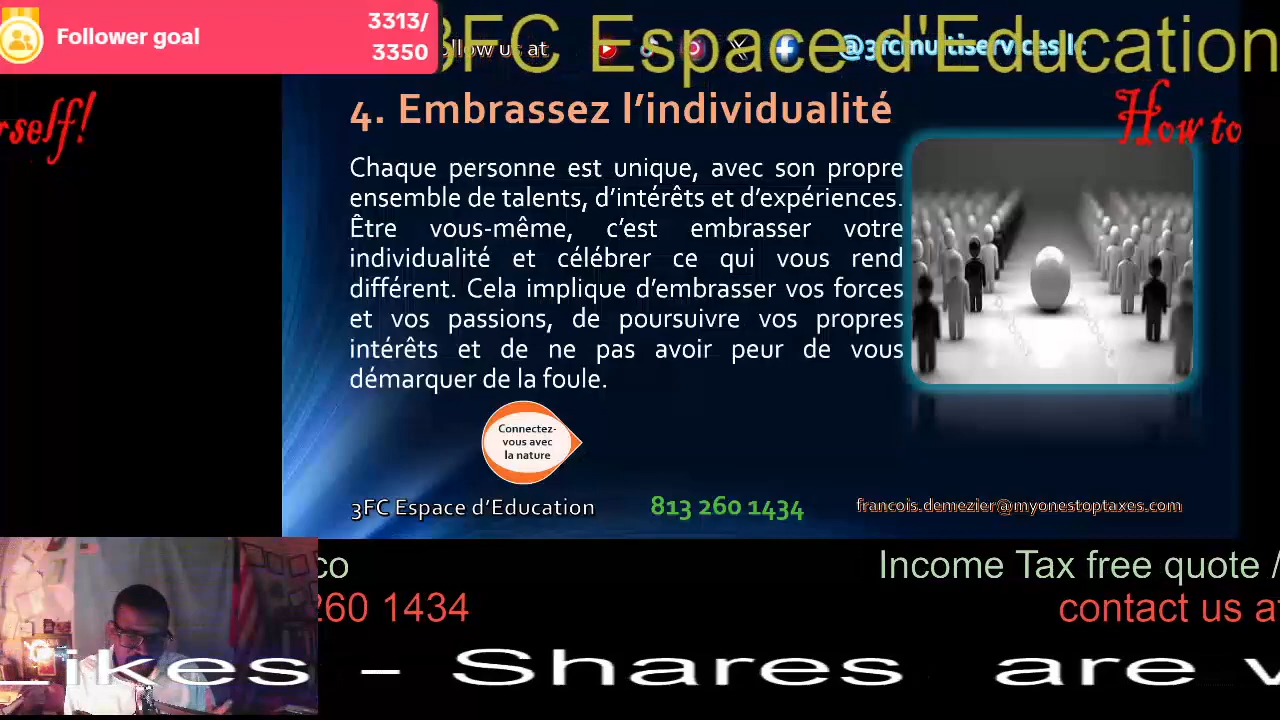 Follower goal
3313/
3350
3FC Espace d'Education
llow us at
@3fcmultiservicesllc
rself!
How to
4. Embrassez l’individualité
Chaque personne est unique, avec son propre
ensemble de talents, d’intérêts et d’expériences.
Être vous-même, c’est embrasser votre
individualité et célébrer ce qui vous rend
différent. Cela implique d’embrasser vos forces
et vos passions, de poursuivre vos propres
intérêts et de ne pas avoir peur de vous
démarquer de la foule.
Connectez-
vous avec
la nature
3FC Espace d’Education
813 260 1434
francois.demezier@myonestoptaxes.com
co
Income Tax free quote /
260 1434
contact us at
Likes - Shares are v